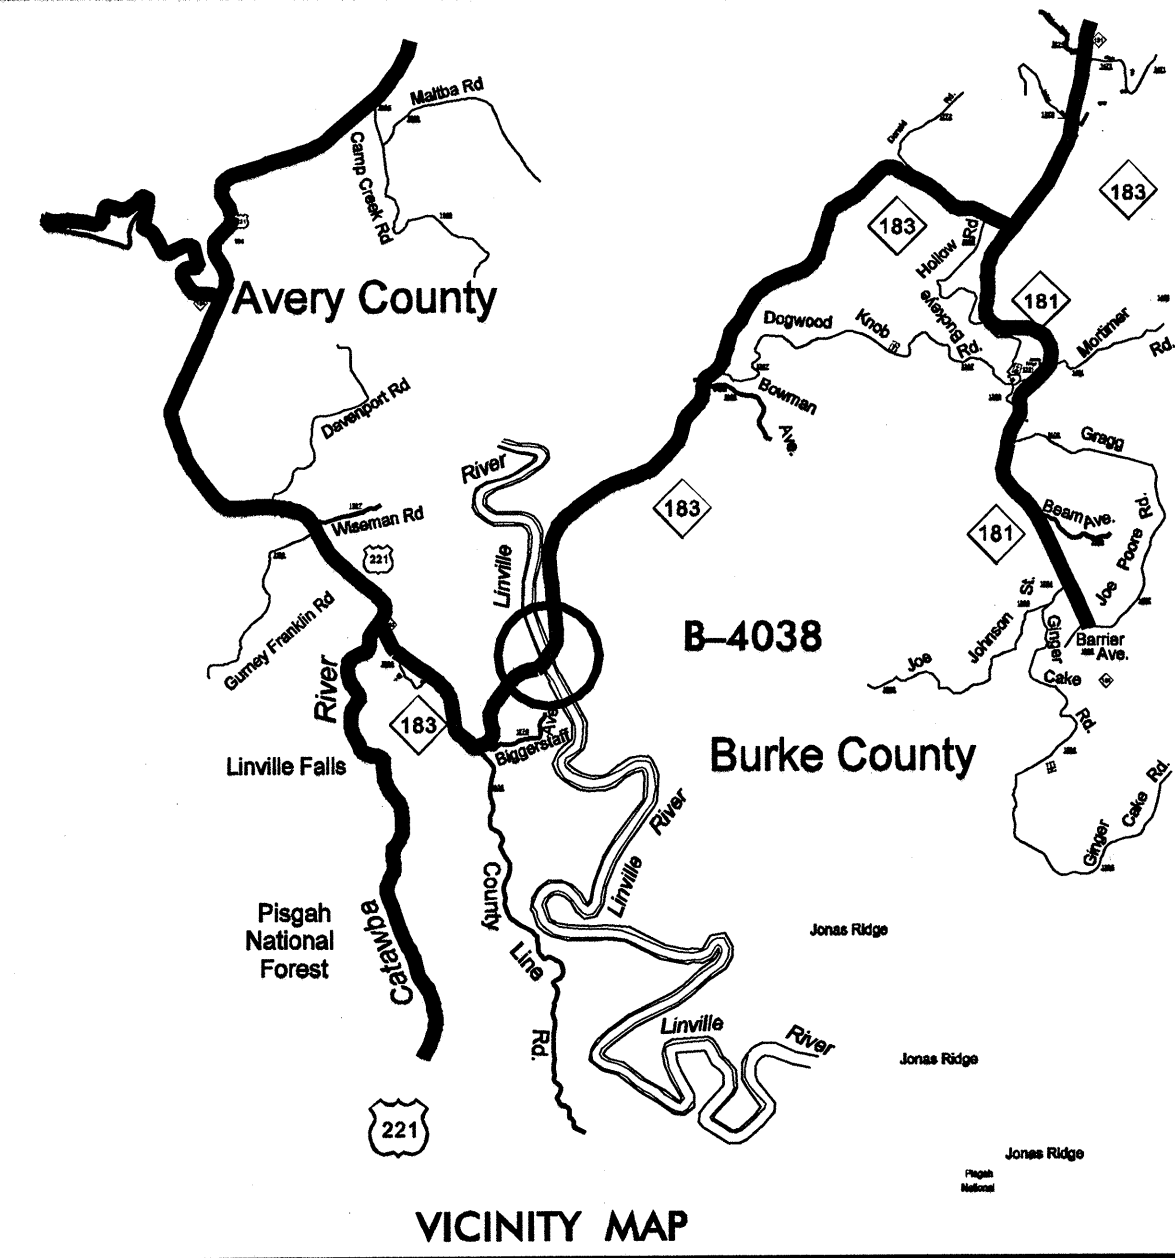 Maltba Rd
Camp Creek Rd
183
183
Hollow Rd
Buckeye
Avery County
181
Dogwood
Knob
Rd.
Mortimer
Rd.
Davenport Rd
Bowman
Ave.
Gragg
River
Wiseman Rd
183
221
Linville
181
Beam Ave.
Joe Poore Rd.
Gurney Franklin Rd
River
B-4038
Joe
Johnson
St.
Ginger
Cake
Rd.
Barrier
Ave.
183
Biggerstaff
Ave
Linville Falls
Burke County
River
Linville
Ginger
Cake
Rd.
County
Line
Rd.
Pisgah
National
Forest
Catawba
Jonas Ridge
Linville
River
Jonas Ridge
221
Jonas Ridge
Pisgah
National
VICINITY MAP